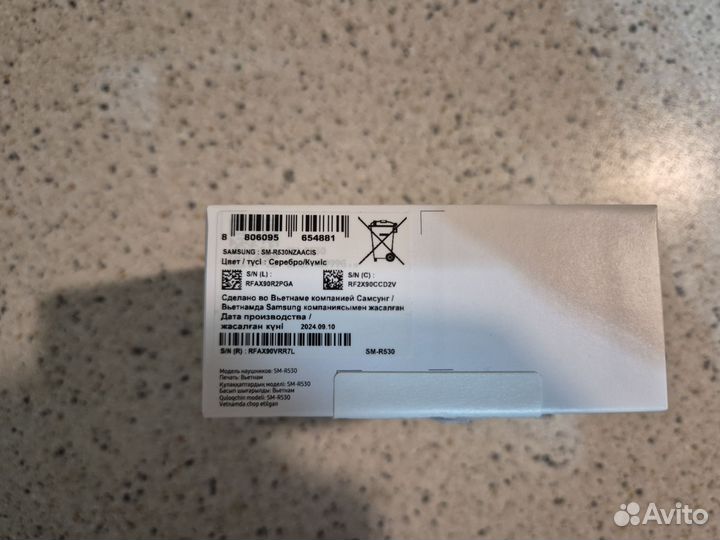 8 806095 654881
SAMSUNG : SM-R530NZAACIS
Цвет / түсі : Серебро/Күміс
S/N (L) :
RFAX90R2PGA
S/N (C) :
RF2X90CCD2V
Сделано во Вьетнаме компанией Самсунг /
Вьетнамда Samsung компаниясымен жасалған
Дата производства /
жасалған күні 2024.09.10
S/N (R) : RFAX90VRR7L SM-R530
Модель наушников: SM-R530
Печать: Вьетнам
Құлаққаптардың моделі: SM-R530
Басып шығарылды: Вьетнам
Quloqchin modeli: SM-R530
Vetnamda chop etilgan
Avito